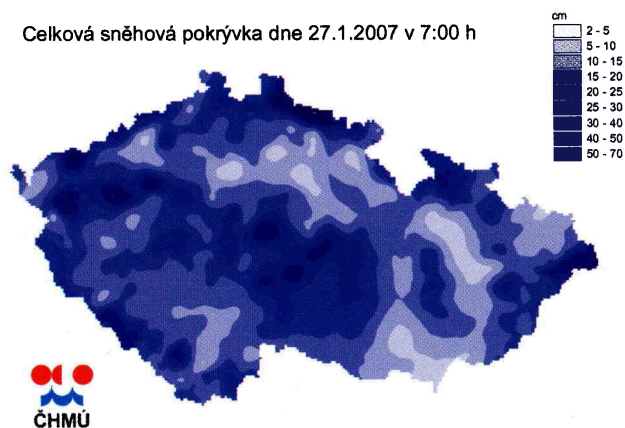 Celková sněhová pokrývka dne 27.1.2007 v 7:00 h
cm
2 - 5
5 - 10
10 - 15
15 - 20
20 - 25
25 - 30
30 - 40
40 - 50
50 - 70
ČHMÚ